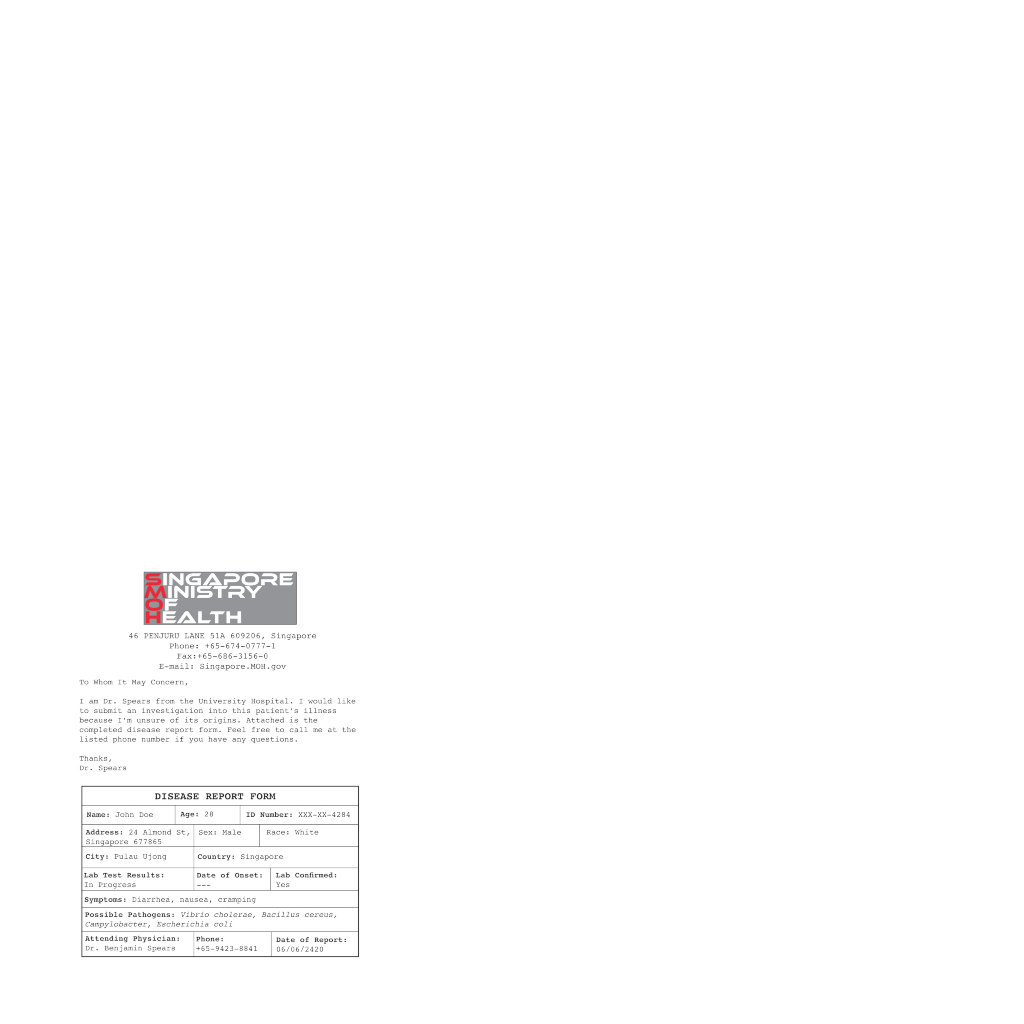 SINGAPORE
MINISTRY
OF
HEALTH
46 PENJURU LANE 51A 609206, Singapore
Phone: +65-674-0777-1
Fax:+65-686-3156-0
E-mail: Singapore.MOH.gov
To Whom It May Concern,
I am Dr. Spears from the University Hospital. I would like
to submit an investigation into this patient's illness
because I'm unsure of its origins. Attached is the
completed disease report form. Feel free to call me at the
listed phone number if you have any questions.
Thanks,
Dr. Spears
DISEASE REPORT FORM
Name: John Doe Age: 28 ID Number: XXX-XX-4284
Address: 24 Almond St, Sex: Male Race: White
Singapore 677865
City: Pulau Ujong Country: Singapore
Lab Test Results: Date of Onset: Lab Confirmed:
In Progress --- Yes
Symptoms: Diarrhea, nausea, cramping
Possible Pathogens: Vibrio cholerae, Bacillus cereus,
Campylobacter, Escherichia coli
Attending Physician: Phone: Date of Report:
Dr. Benjamin Spears +65-9423-8841 06/06/2420